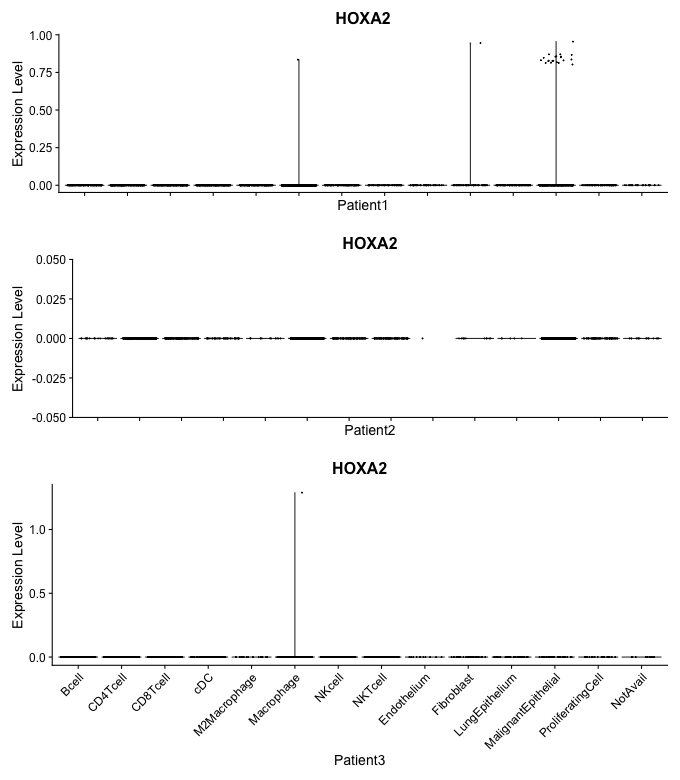 HOXA2
Expression Level
1.00
0.75
0.50
0.25
0.00
Patient1
HOXA2
Expression Level
0.050
0.025
0.000
-0.025
-0.050
Patient2
HOXA2
Expression Level
1.0
0.5
0.0
Bcell
CD4Tcell
CD8Tcell
cDC
M2Macrophage
Macrophage
NKcell
NKTcell
Endothelium
Fibroblast
LungEpithelium
MalignantEpithelial
ProliferatingCell
NotAvail
Patient3